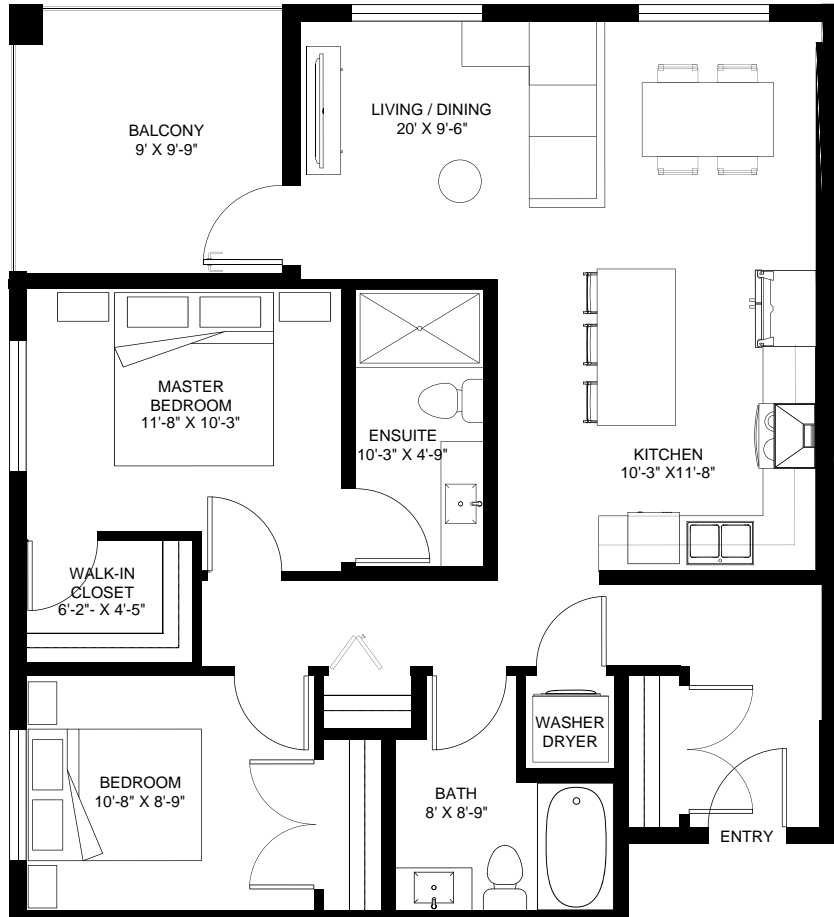 BALCONY
9' X 9'-9"
LIVING / DINING
20' X 9'-6"
MASTER
BEDROOM
11'-8" X 10'-3"
ENSUITE
10'-3" X 4'-9"
KITCHEN
10'-3" X11'-8"
WALK-IN
CLOSET
6'-2"- X 4'-5"
WASHER
DRYER
BEDROOM
10'-8" X 8'-9"
BATH
8' X 8'-9"
ENTRY